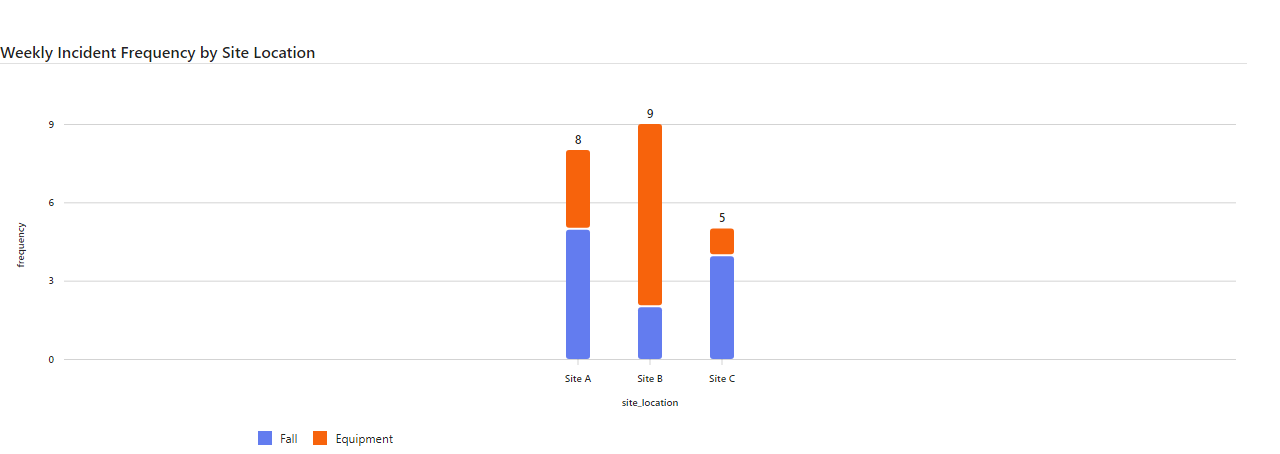 Weekly Incident Frequency by Site Location
9
8
9
6
5
frequency
3
0
Site A Site B Site C
site_location
Fall Equipment